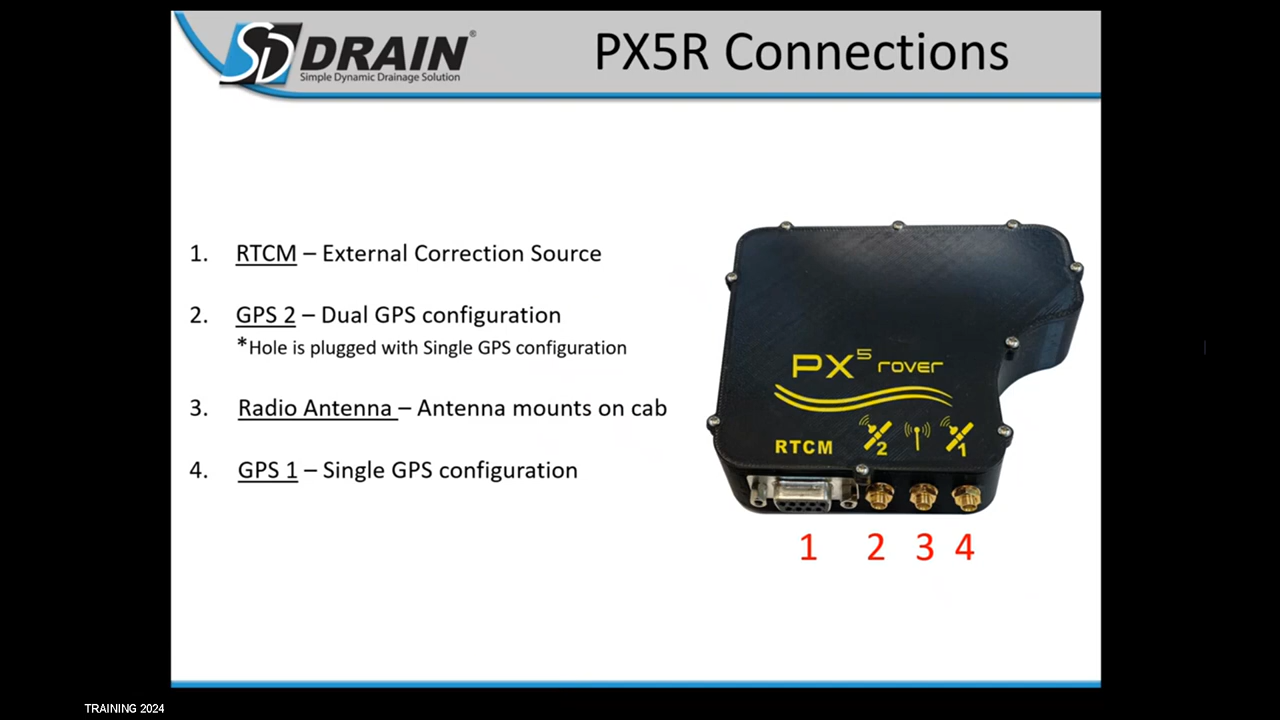 SD DRAIN®
Simple Dynamic Drainage Solution
PX5R Connections
1. RTCM – External Correction Source
2. GPS 2 – Dual GPS configuration
*Hole is plugged with Single GPS configuration
3. Radio Antenna – Antenna mounts on cab
4. GPS 1 – Single GPS configuration
PX5 rover
RTCM 2 1
1 2 3 4
TRAINING 2024